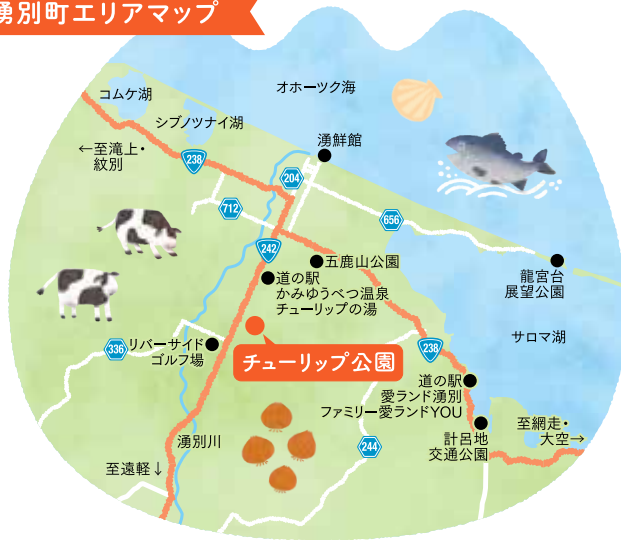 湧別町エリアマップ
オホーツク海
コムケ湖
シブノツナイ湖
湧鮮館
←至滝上・
紋別
238
204
712
656
242
五鹿山公園
龍宮台
展望公園
道の駅
かみゆうべつ温泉
チューリップの湯
サロマ湖
336
リバーサイド
ゴルフ場
238
チューリップ公園
道の駅
愛ランド湧別
ファミリー愛ランドYOU
計呂地
交通公園
至網走・
大空→
湧別川
244
至遠軽↓